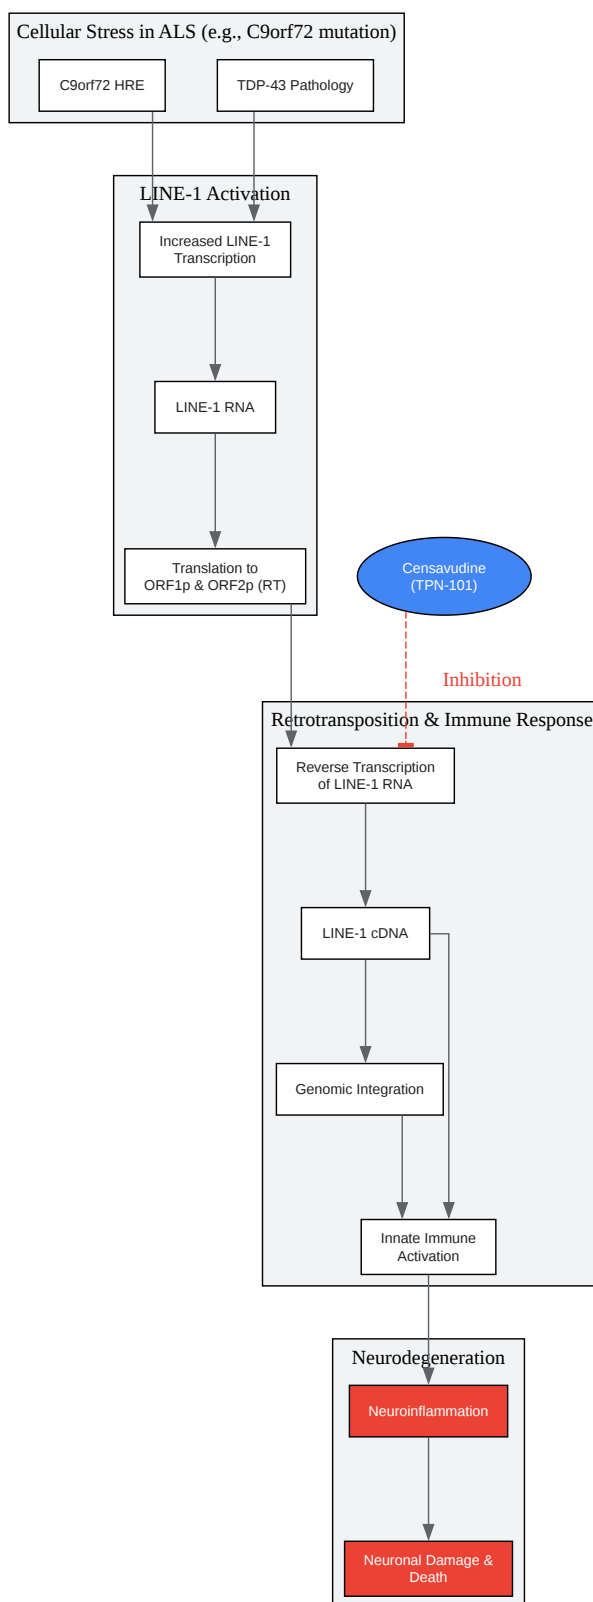 Cellular Stress in ALS (e.g., C9orf72 mutation)
C9orf72 HRE
TDP-43 Pathology
LINE-1 Activation
Increased LINE-1
Transcription
LINE-1 RNA
Translation to
ORF1p & ORF2p (RT)
Censavudine
(TPN-101)
Inhibition
Retrotransposition & Immune Response
Reverse Transcription
of LINE-1 RNA
LINE-1 cDNA
Genomic Integration
Innate Immune
Activation
Neurodegeneration
Neuroinflammation
Neuronal Damage &
Death